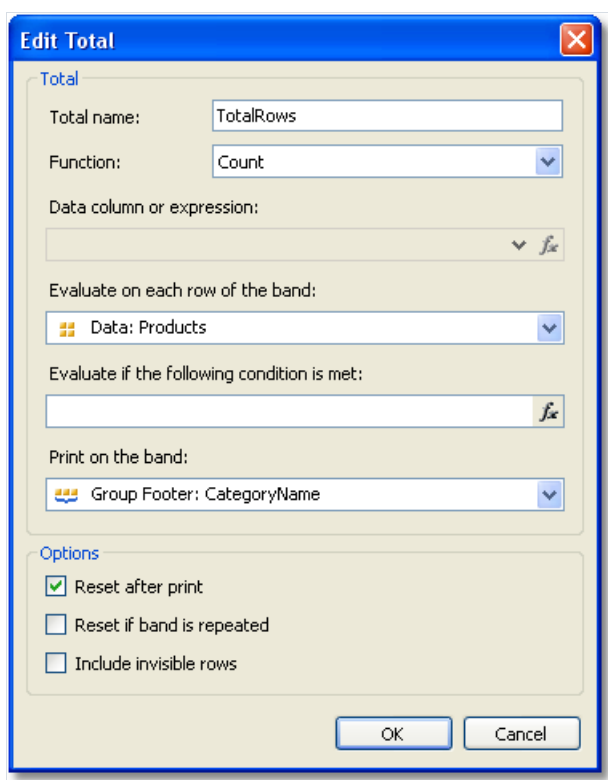 Edit Total
Total
Total name: TotalRows
Function: Count
Data column or expression:
fx
Evaluate on each row of the band:
Data: Products
Evaluate if the following condition is met:
fx
Print on the band:
Group Footer: CategoryName
Options
Reset after print
Reset if band is repeated
Include invisible rows
OK Cancel